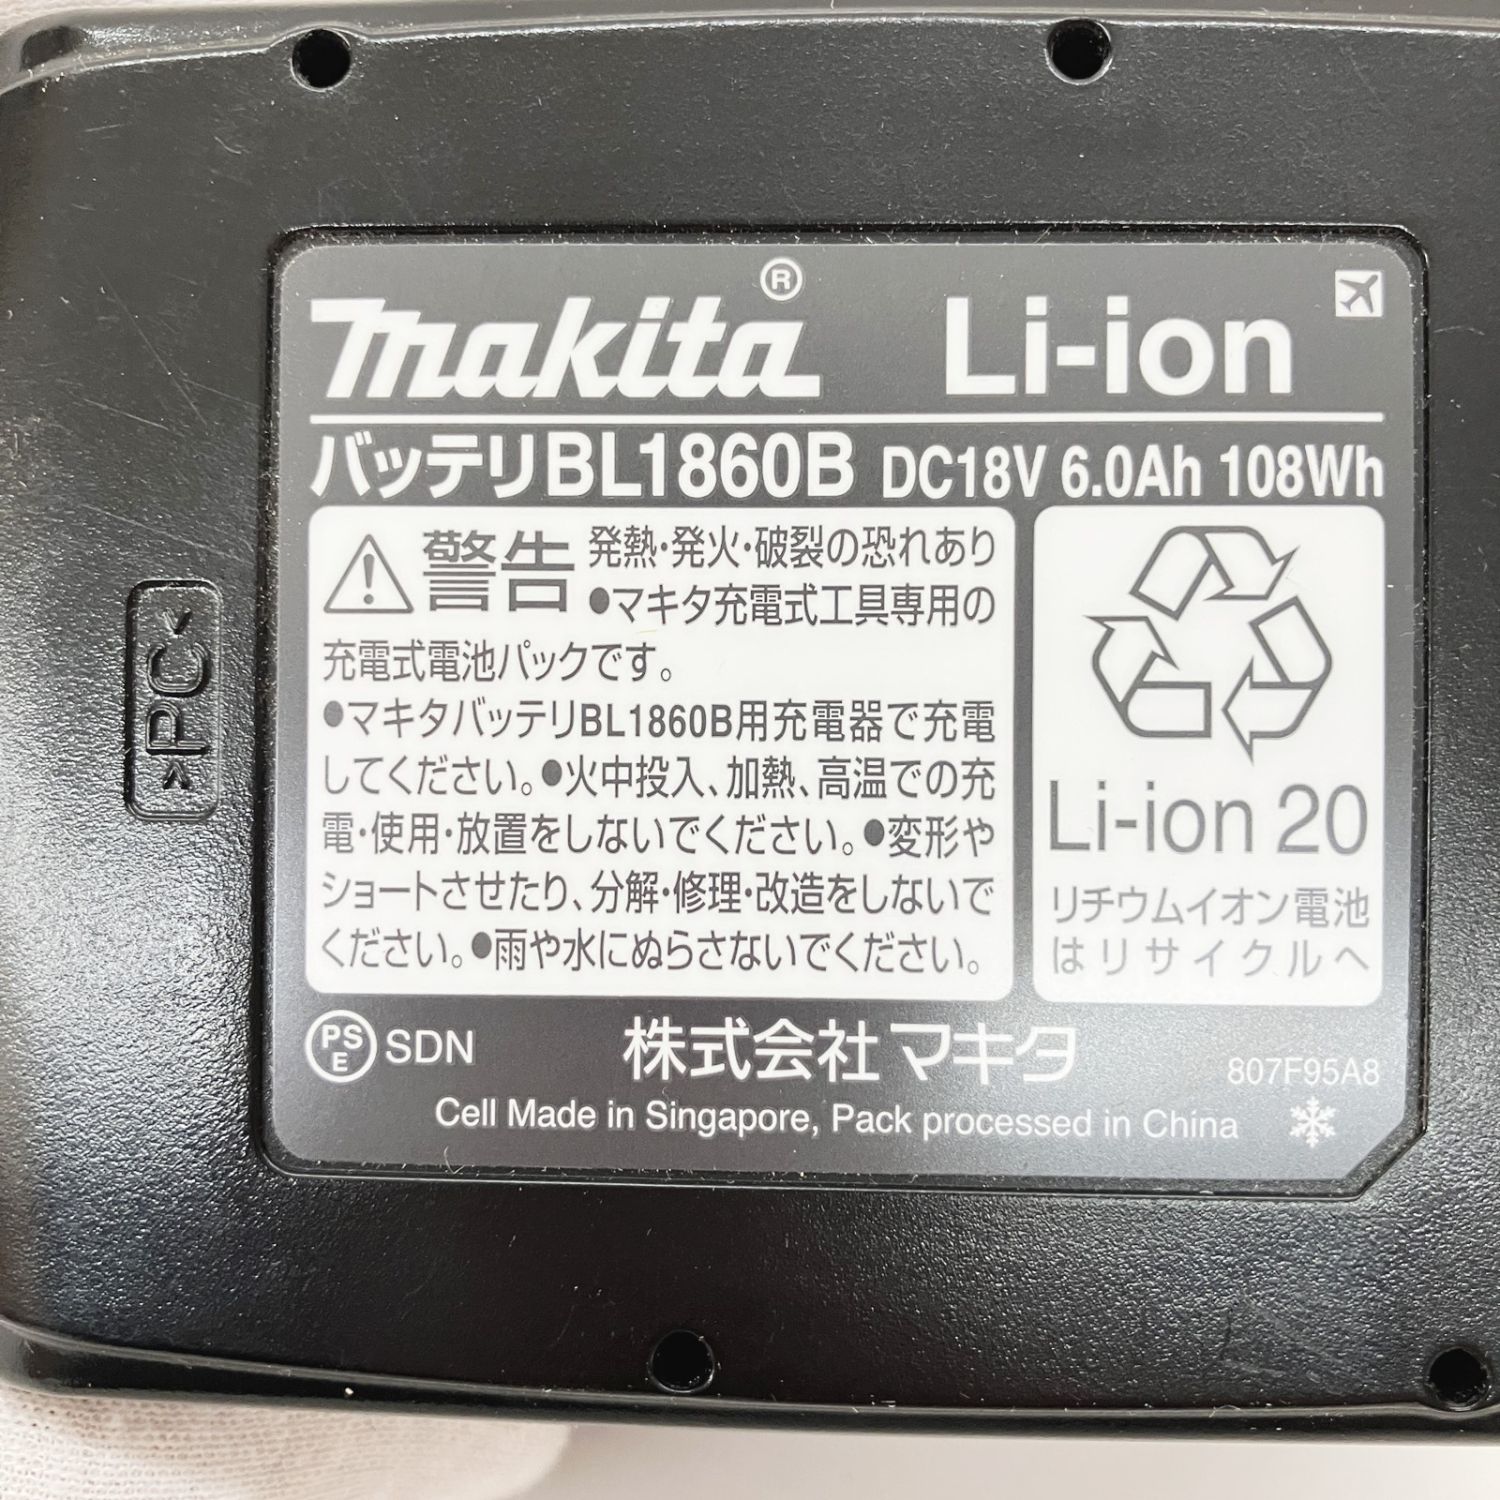 makita® Li-ion
バッテリBL1860B DC18V 6.0Ah 108Wh
警告 発熱・発火・破裂の恐れあり
●マキタ充電式工具専用の
充電式電池パックです。
●マキタバッテリBL1860B用充電器で充電
してください。●火中投入、加熱、高温での充
電・使用・放置をしないでください。●変形や
ショートさせたり、分解・修理・改造をしないで
ください。●雨や水にぬらさないでください。
Li-ion 20
リチウムイオン電池
はリサイクルへ
PSE SDN 株式会社マキタ 807F95A8
Cell Made in Singapore, Pack processed in China
>PC<